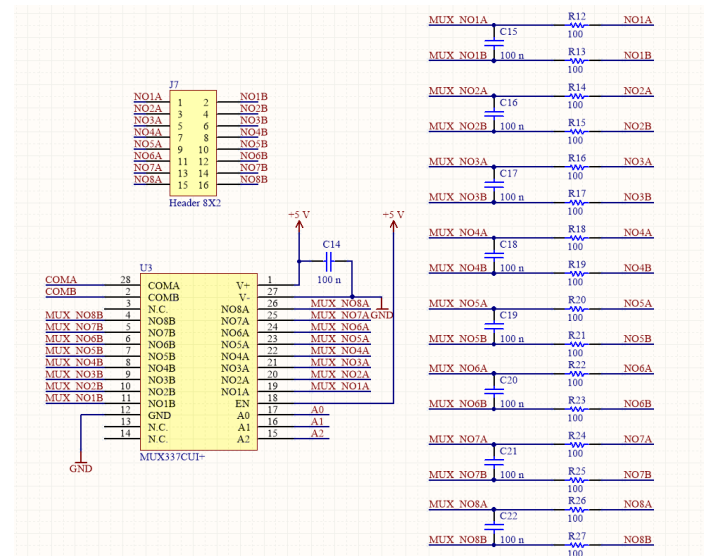 J7
NO1A 1 2 NO1B
NO2A 3 4 NO2B
NO3A 5 6 NO3B
NO4A 7 8 NO4B
NO5A 9 10 NO5B
NO6A 11 12 NO6B
NO7A 13 14 NO7B
NO8A 15 16 NO8B
Header 8X2
+5 V
+5 V
C14
100 n
GND
U3
COMA 28 COMA V+ 1
COMB 2 COMB V- 27
3 N.C. NO8A 26 MUX NO8A
MUX NO8B 4 NO8B NO7A 25 MUX NO7A
MUX NO7B 5 NO7B NO6A 24 MUX NO6A
MUX NO6B 6 NO6B NO5A 23 MUX NO5A
MUX NO5B 7 NO5B NO4A 22 MUX NO4A
MUX NO4B 8 NO4B NO3A 21 MUX NO3A
MUX NO3B 9 NO3B NO2A 20 MUX NO2A
MUX NO2B 10 NO2B NO1A 19 MUX NO1A
MUX NO1B 11 NO1B EN 18
12 GND A0 17 A0
13 N.C. A1 16 A1
14 N.C. A2 15 A2
MUX337CUI+
GND
MUX NO1A R12 100 NO1A
C15 100 n
MUX NO1B R13 100 NO1B
MUX NO2A R14 100 NO2A
C16 100 n
MUX NO2B R15 100 NO2B
MUX NO3A R16 100 NO3A
C17 100 n
MUX NO3B R17 100 NO3B
MUX NO4A R18 100 NO4A
C18 100 n
MUX NO4B R19 100 NO4B
MUX NO5A R20 100 NO5A
C19 100 n
MUX NO5B R21 100 NO5B
MUX NO6A R22 100 NO6A
C20 100 n
MUX NO6B R23 100 NO6B
MUX NO7A R24 100 NO7A
C21 100 n
MUX NO7B R25 100 NO7B
MUX NO8A R26 100 NO8A
C22 100 n
MUX NO8B R27 100 NO8B